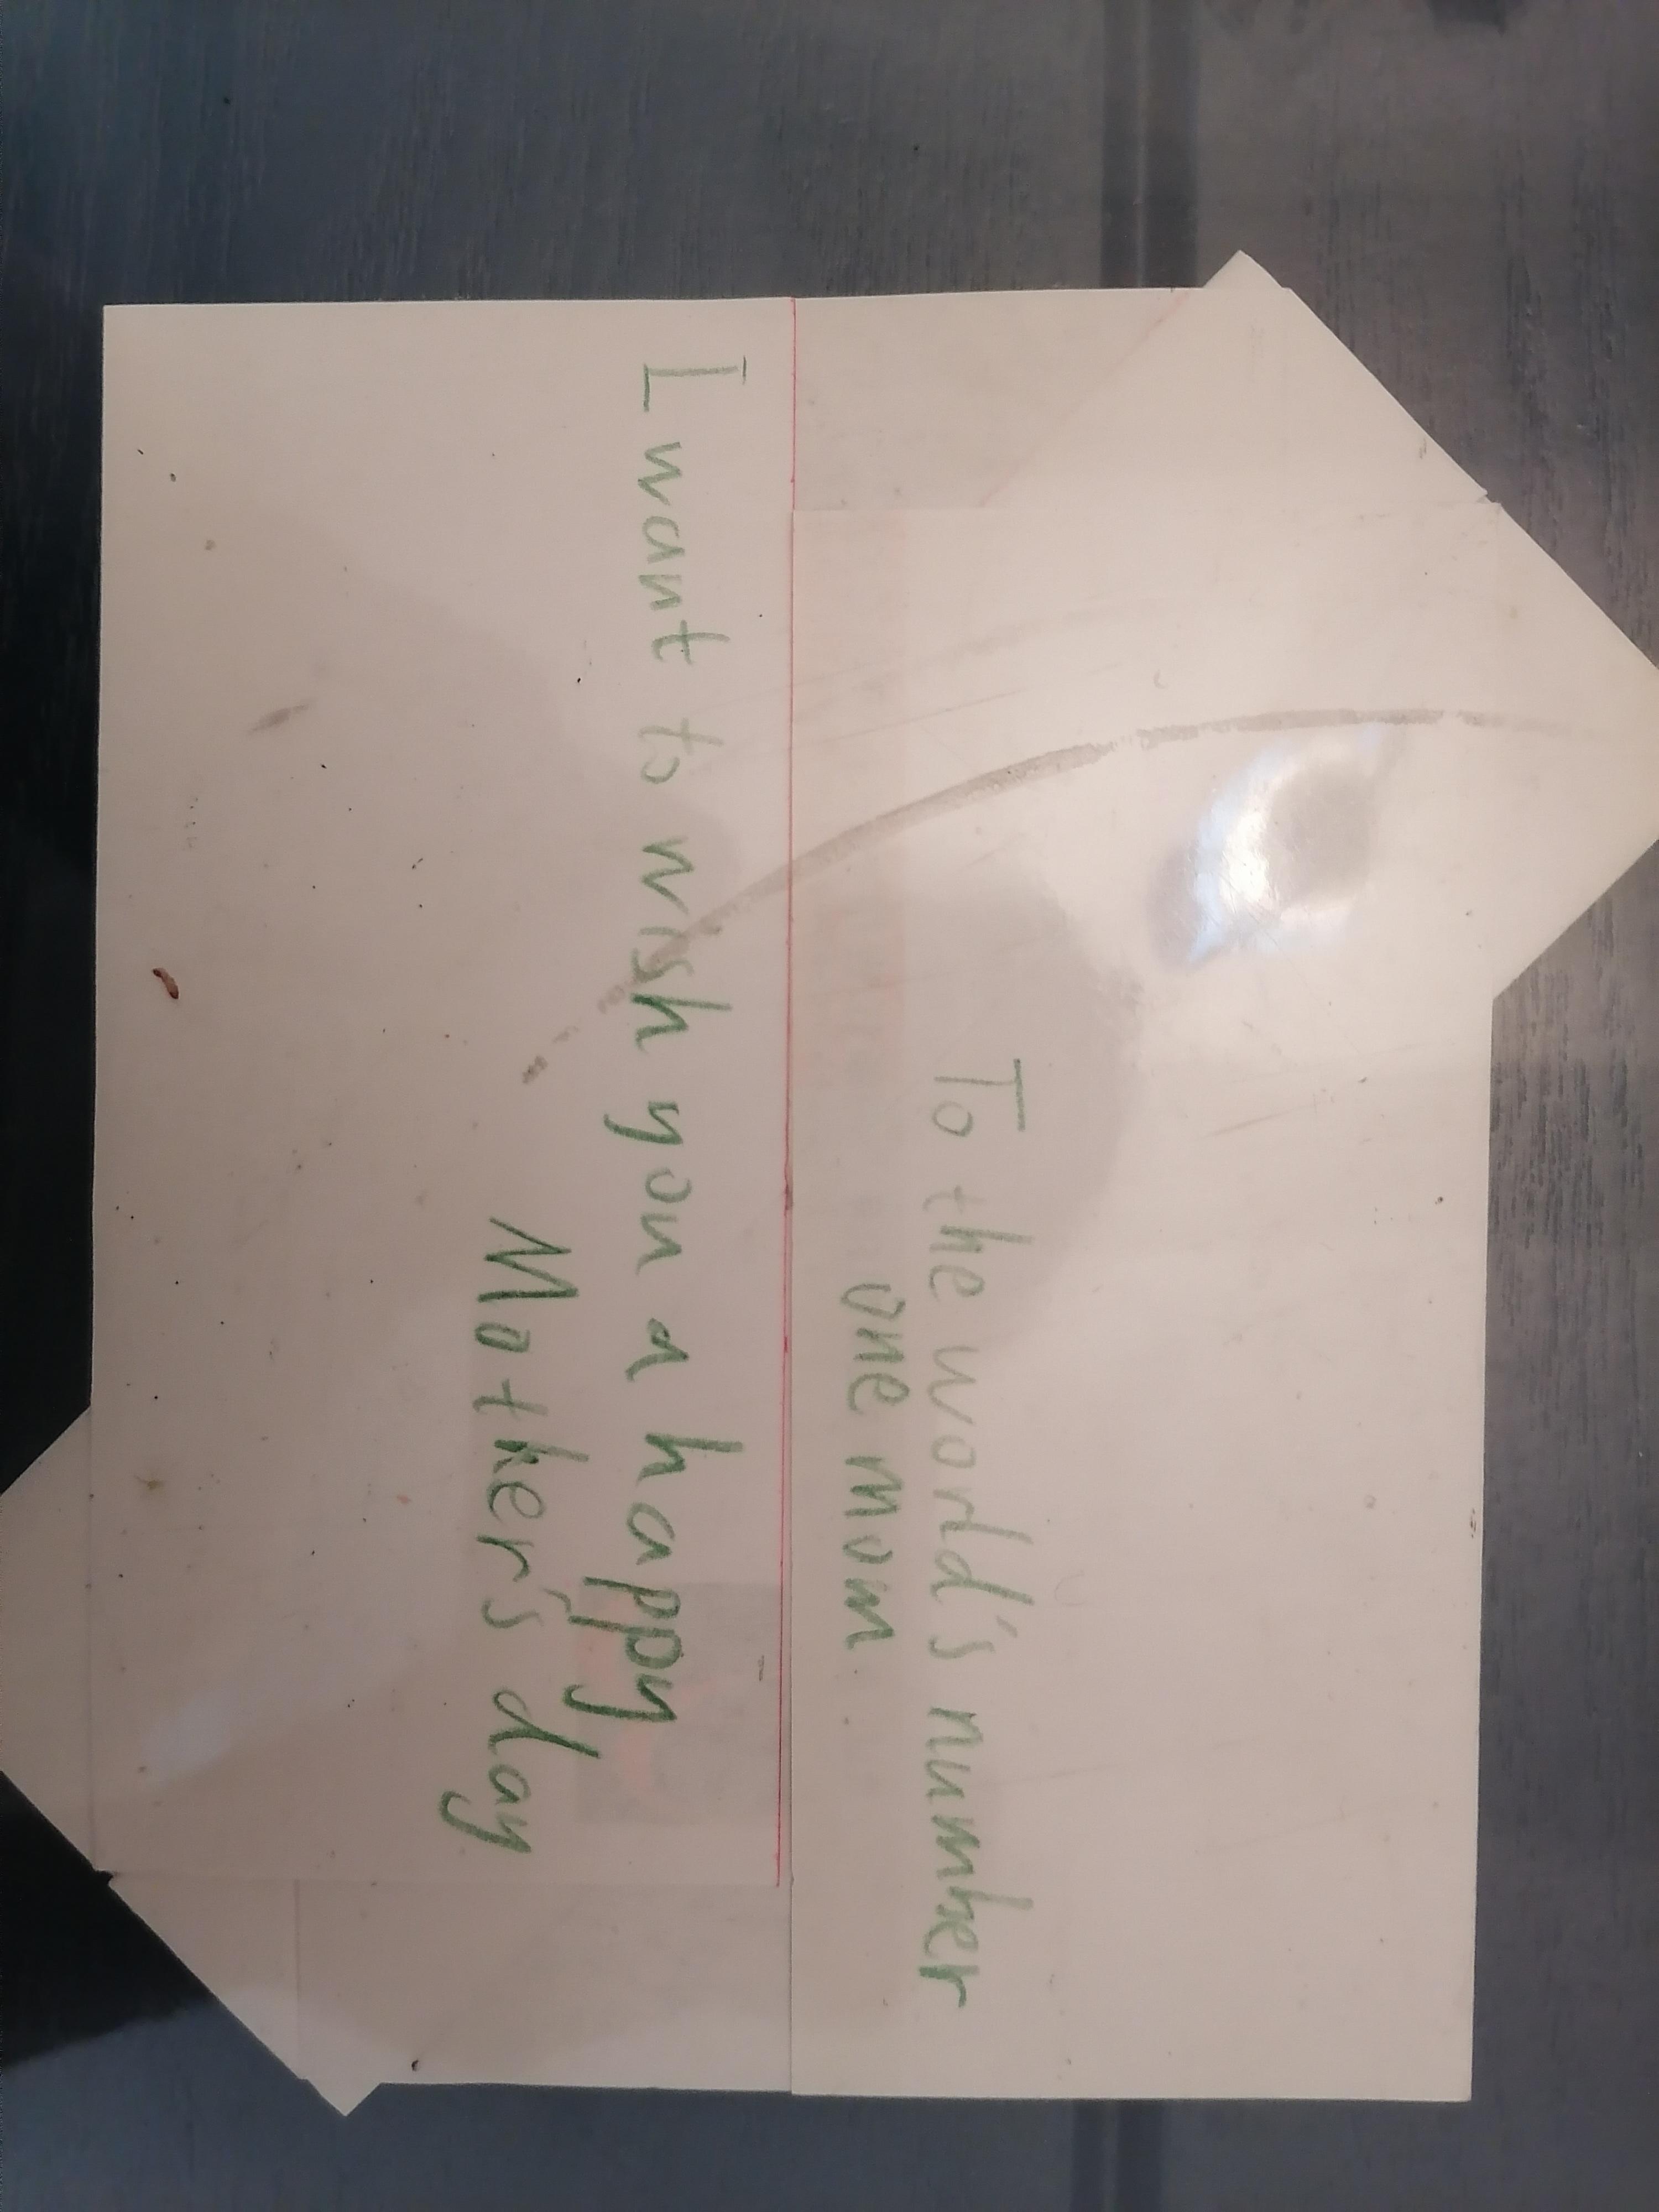 To the world's number
one mom
I want to wish you a happy
Mother's day